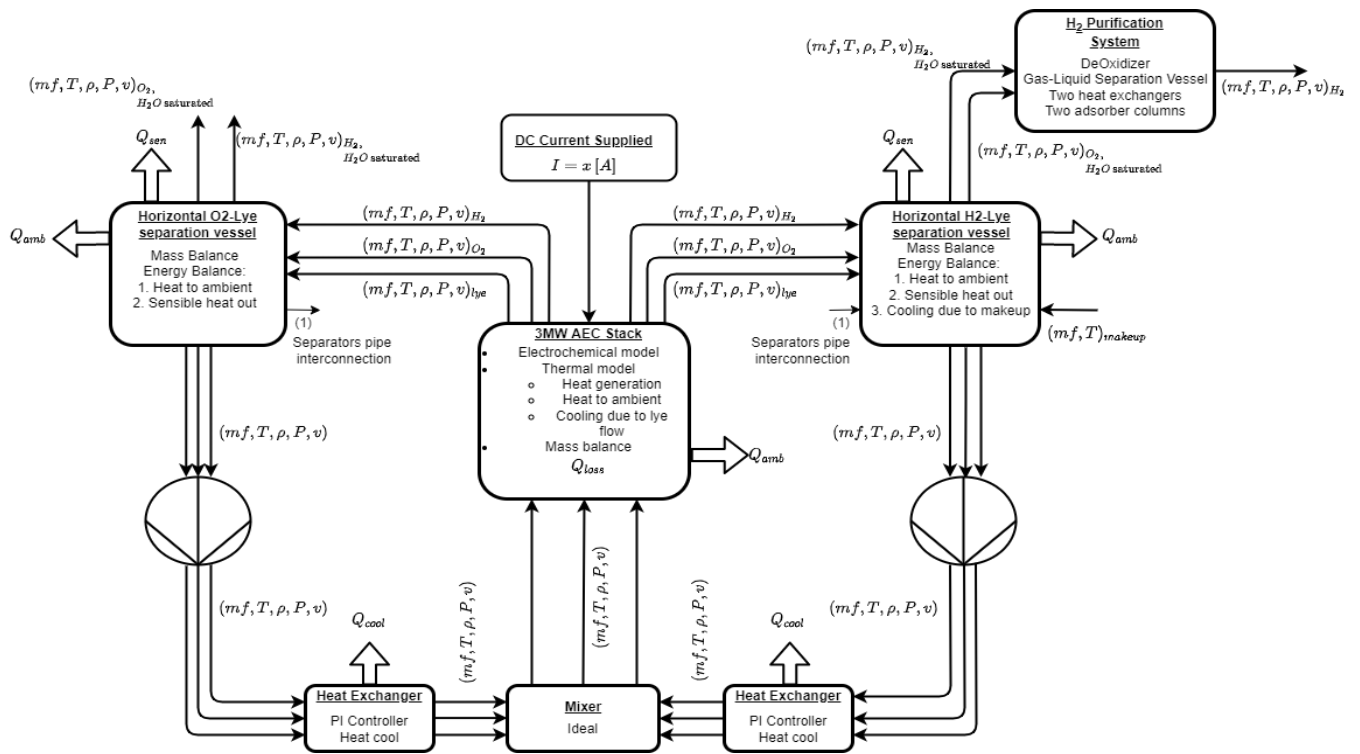 H₂ Purification
System
DeOxidizer
Gas-Liquid Separation Vessel
Two heat exchangers
Two adsorber columns
(mf, T, ρ, P, v)H₂,
H₂O saturated
(mf, T, ρ, P, v)H₂
(mf, T, ρ, P, v)O₂,
H₂O saturated
(mf, T, ρ, P, v)O₂,
H₂O saturated
Qsen
(mf, T, ρ, P, v)H₂,
H₂O saturated
DC Current Supplied
I = x [A]
Qsen
Horizontal O2-Lye
separation vessel
Mass Balance
Energy Balance:
1. Heat to ambient
2. Sensible heat out
Qamb
(mf, T, ρ, P, v)H₂
(mf, T, ρ, P, v)O₂
(mf, T, ρ, P, v)lye
(mf, T, ρ, P, v)H₂
(mf, T, ρ, P, v)O₂
(mf, T, ρ, P, v)lye
Horizontal H2-Lye
separation vessel
Mass Balance
Energy Balance:
1. Heat to ambient
2. Sensible heat out
3. Cooling due to makeup
Qamb
(mf, T)makeup
(1)
Separators pipe
interconnection
(1)
Separators pipe
interconnection
3MW AEC Stack
• Electrochemical model
• Thermal model
○ Heat generation
○ Heat to ambient
○ Cooling due to lye
flow
• Mass balance
Qloss
Qamb
(mf, T, ρ, P, v)
(mf, T, ρ, P, v)
(mf, T, ρ, P, v)
(mf, T, ρ, P, v)
(mf, T, ρ, P, v)
(mf, T, ρ, P, v)
(mf, T, ρ, P, v)
Qcool
Qcool
Heat Exchanger
PI Controller
Heat cool
Mixer
Ideal
Heat Exchanger
PI Controller
Heat cool